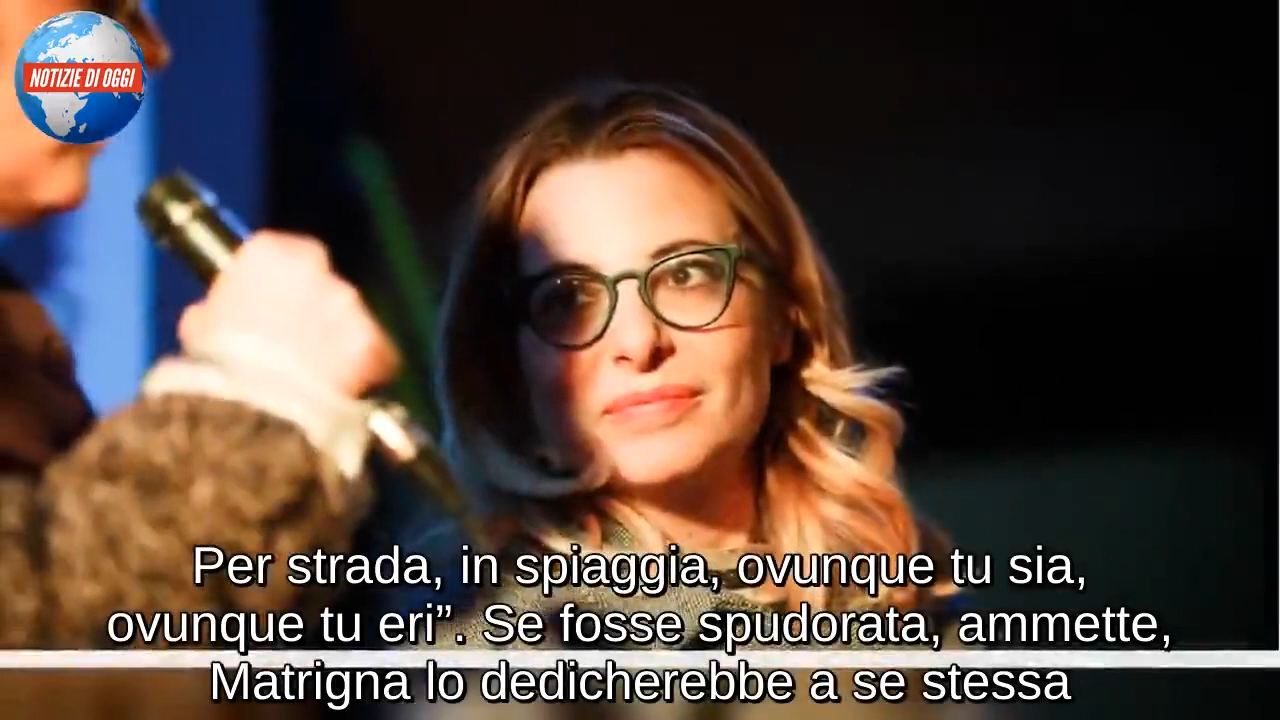 NOTIZIE DI OGGI
Per strada, in spiaggia, ovunque tu sia,
ovunque tu eri”. Se fosse spudorata, ammette,
Matrigna lo dedicherebbe a se stessa